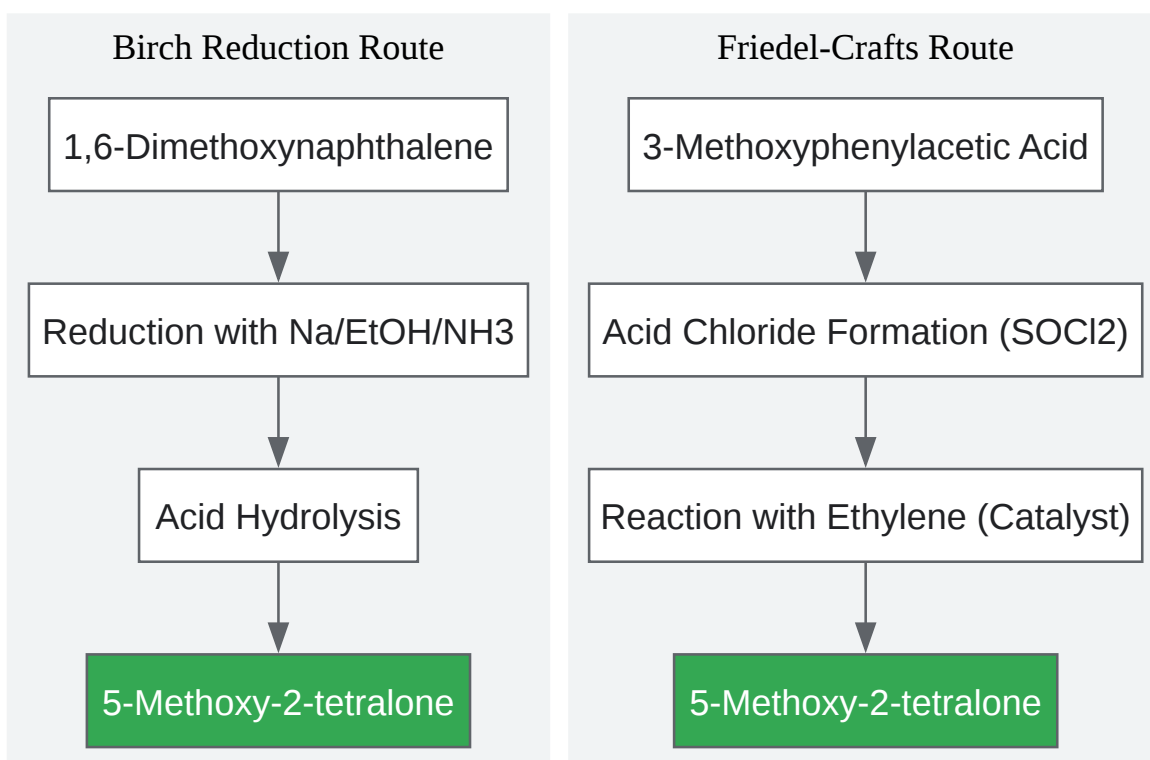 Birch Reduction Route
1,6-Dimethoxynaphthalene
Reduction with Na/EtOH/NH3
Acid Hydrolysis
5-Methoxy-2-tetralone
Friedel-Crafts Route
3-Methoxyphenylacetic Acid
Acid Chloride Formation (SOCl2)
Reaction with Ethylene (Catalyst)
5-Methoxy-2-tetralone